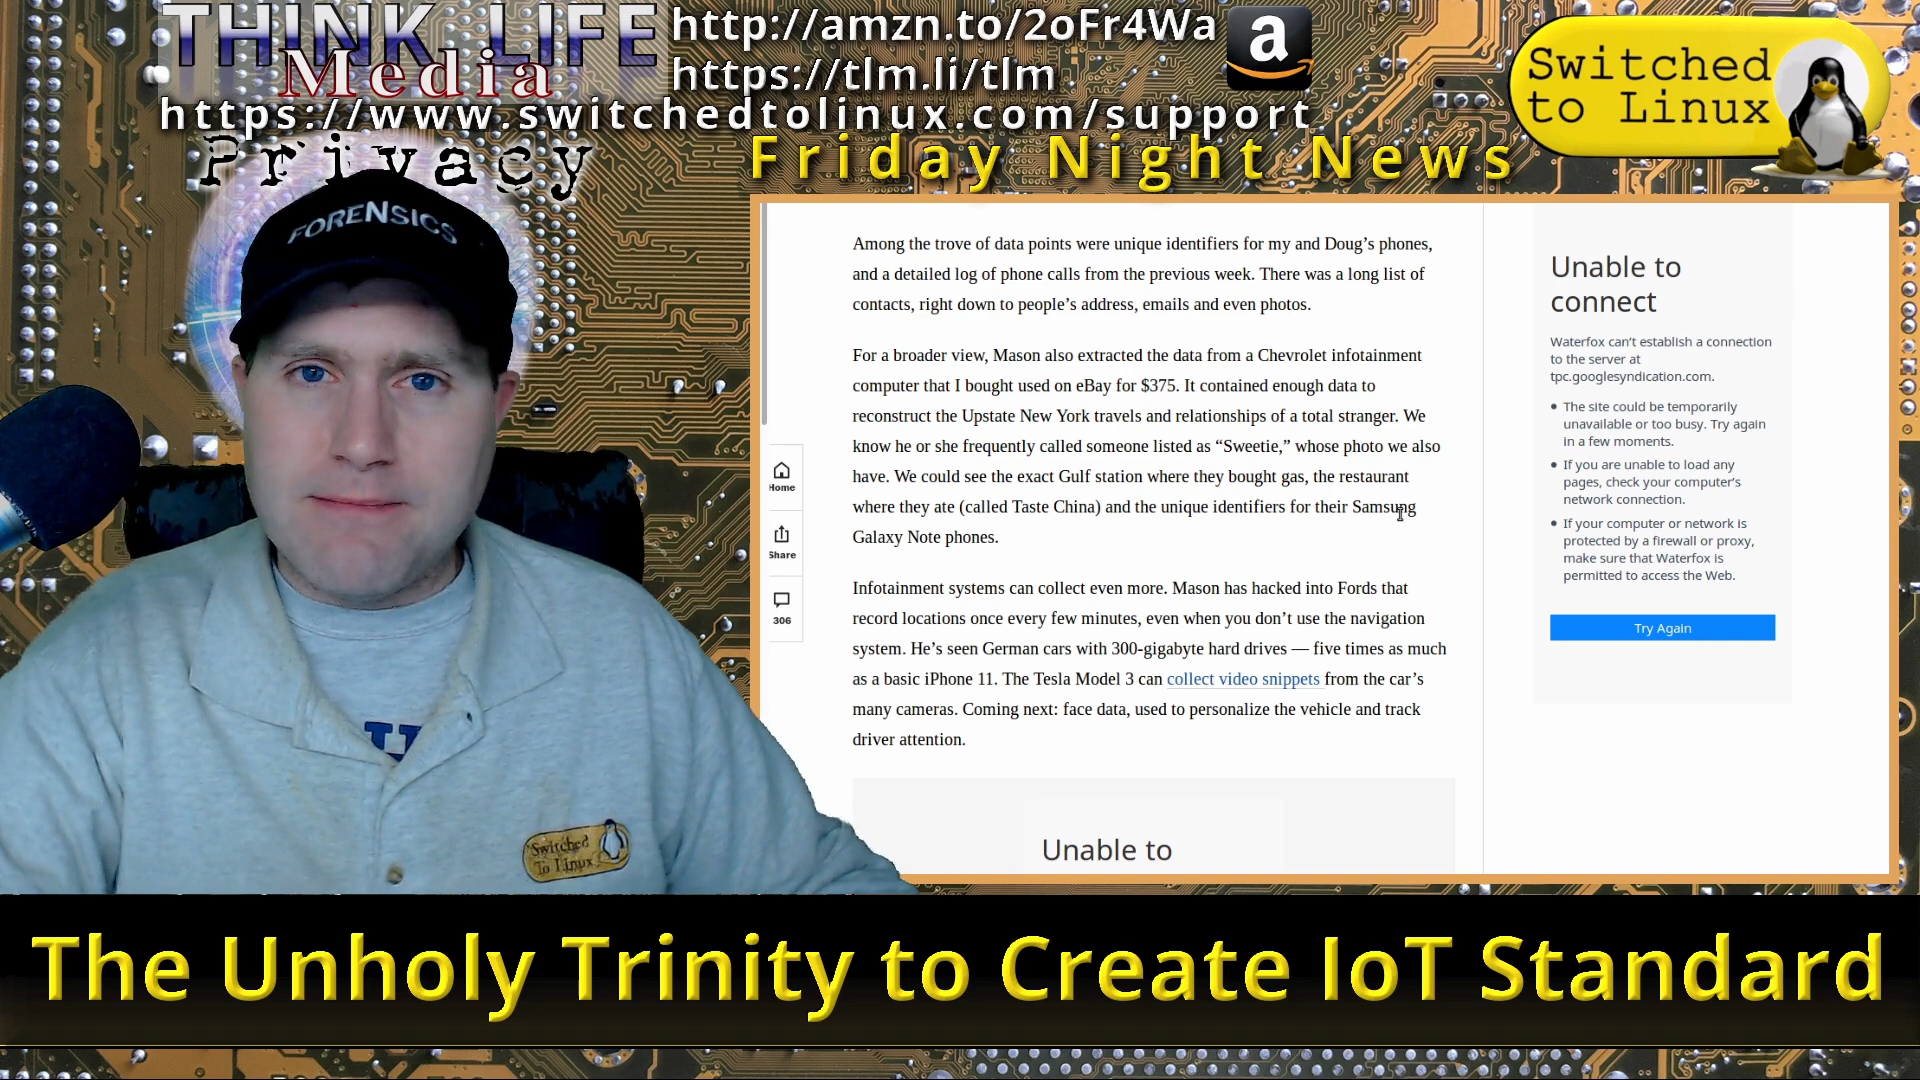 THINK LIFE
Media
http://amzn.to/2oFr4Wa
https://tlm.li/tlm
a
https://www.switchedtolinux.com/support
Switched
to Linux
Privacy
Friday Night News
FORENSICS
Among the trove of data points were unique identifiers for my and Doug’s phones,
and a detailed log of phone calls from the previous week. There was a long list of
contacts, right down to people’s address, emails and even photos.
For a broader view, Mason also extracted the data from a Chevrolet infotainment
computer that I bought used on eBay for $375. It contained enough data to
reconstruct the Upstate New York travels and relationships of a total stranger. We
know he or she frequently called someone listed as “Sweetie,” whose photo we also
have. We could see the exact Gulf station where they bought gas, the restaurant
where they ate (called Taste China) and the unique identifiers for their Samsung
Galaxy Note phones.
Infotainment systems can collect even more. Mason has hacked into Fords that
record locations once every few minutes, even when you don’t use the navigation
system. He’s seen German cars with 300-gigabyte hard drives — five times as much
as a basic iPhone 11. The Tesla Model 3 can collect video snippets from the car’s
many cameras. Coming next: face data, used to personalize the vehicle and track
driver attention.
Unable to
Home
Share
306
Unable to
connect
Waterfox can’t establish a connection
to the server at
tpc.googlesyndication.com.
• The site could be temporarily
unavailable or too busy. Try again
in a few moments.
• If you are unable to load any
pages, check your computer’s
network connection.
• If your computer or network is
protected by a firewall or proxy,
make sure that Waterfox is
permitted to access the Web.
Try Again
Switched
To Linux
The Unholy Trinity to Create IoT Standard